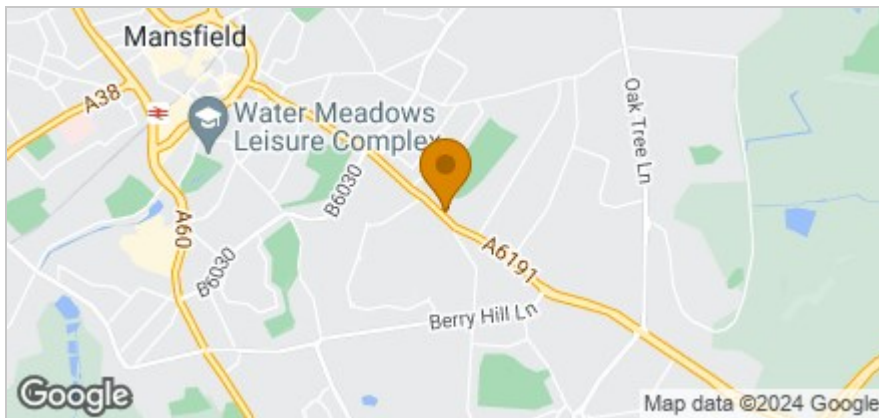 Mansfield
A38
Water Meadows
Leisure Complex
Oak Tree Ln
B6030
A60
A6191
B6030
Berry Hill Ln
Google
Map data ©2024 Google